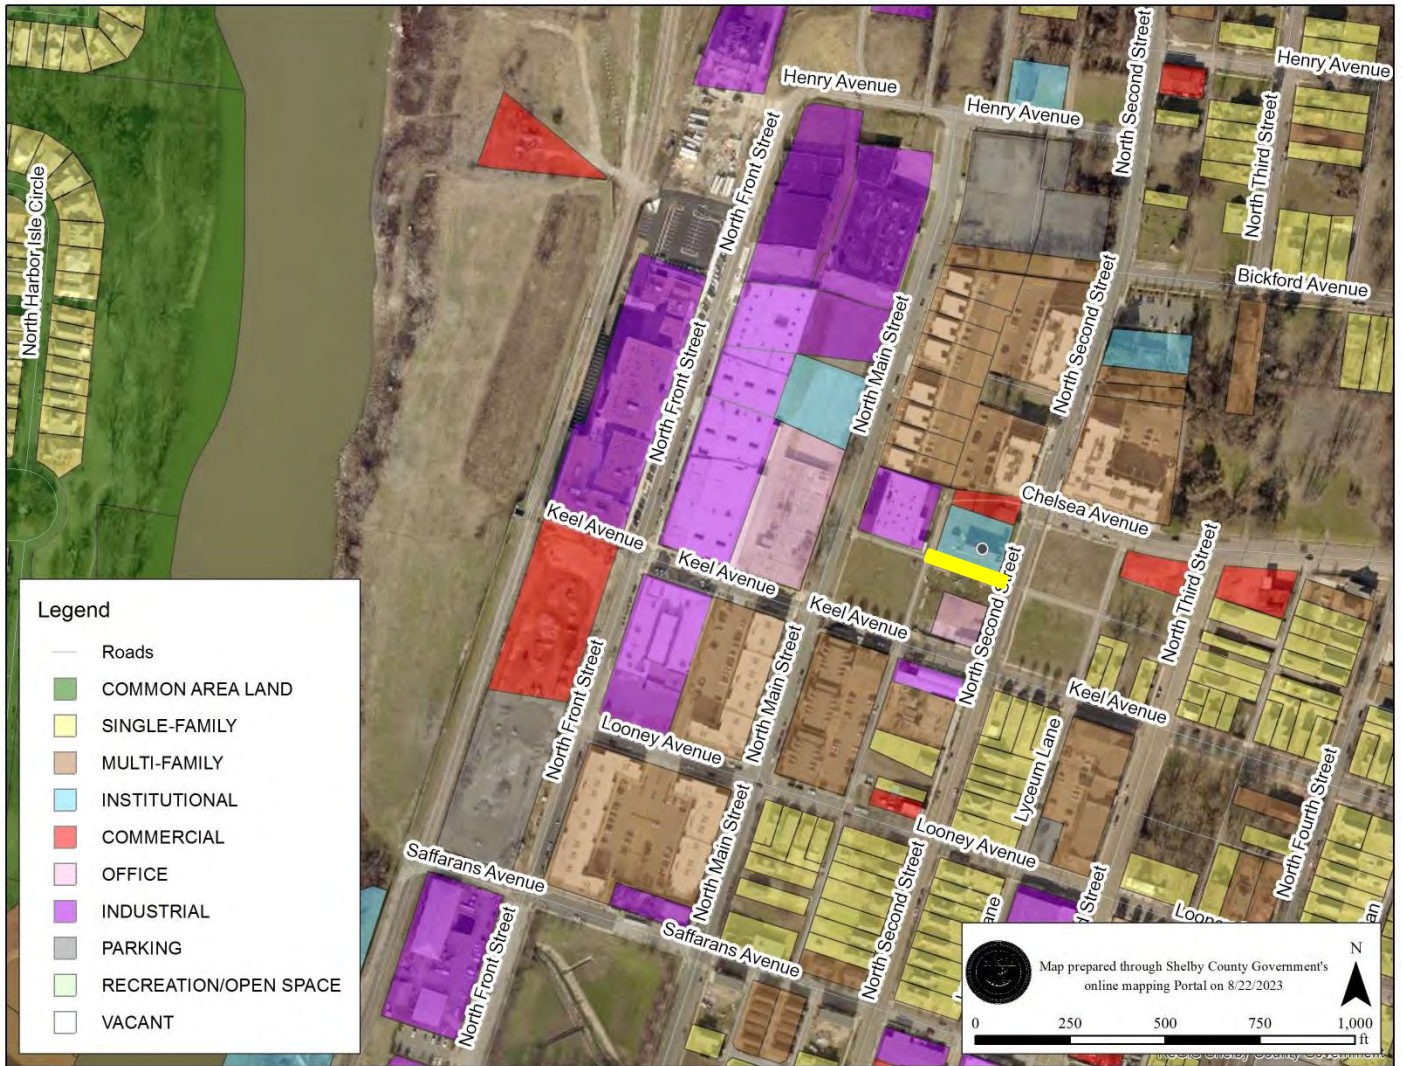 Henry Avenue
Henry Avenue
Henry Avenue
North Second Street
North Third Street
North Front Street
North Harbor Isle Circle
Bickford Avenue
North Second Street
North Main Street
North Front Street
North Front Street
Chelsea Avenue
Keel Avenue
Keel Avenue
Keel Avenue
Keel Avenue
North Second Street
North Third Street
North Front Street
North Main Street
Looney Avenue
Lyceum Lane
North Fourth Street
Looney Avenue
Saffarans Avenue
North Main Street
North Second Street
Saffarans Avenue
North Front Street
Legend
Roads
COMMON AREA LAND
SINGLE-FAMILY
MULTI-FAMILY
INSTITUTIONAL
COMMERCIAL
OFFICE
INDUSTRIAL
PARKING
RECREATION/OPEN SPACE
VACANT
Map prepared through Shelby County Government's
online mapping Portal on 8/22/2023
N
0 250 500 750 1,000
ft